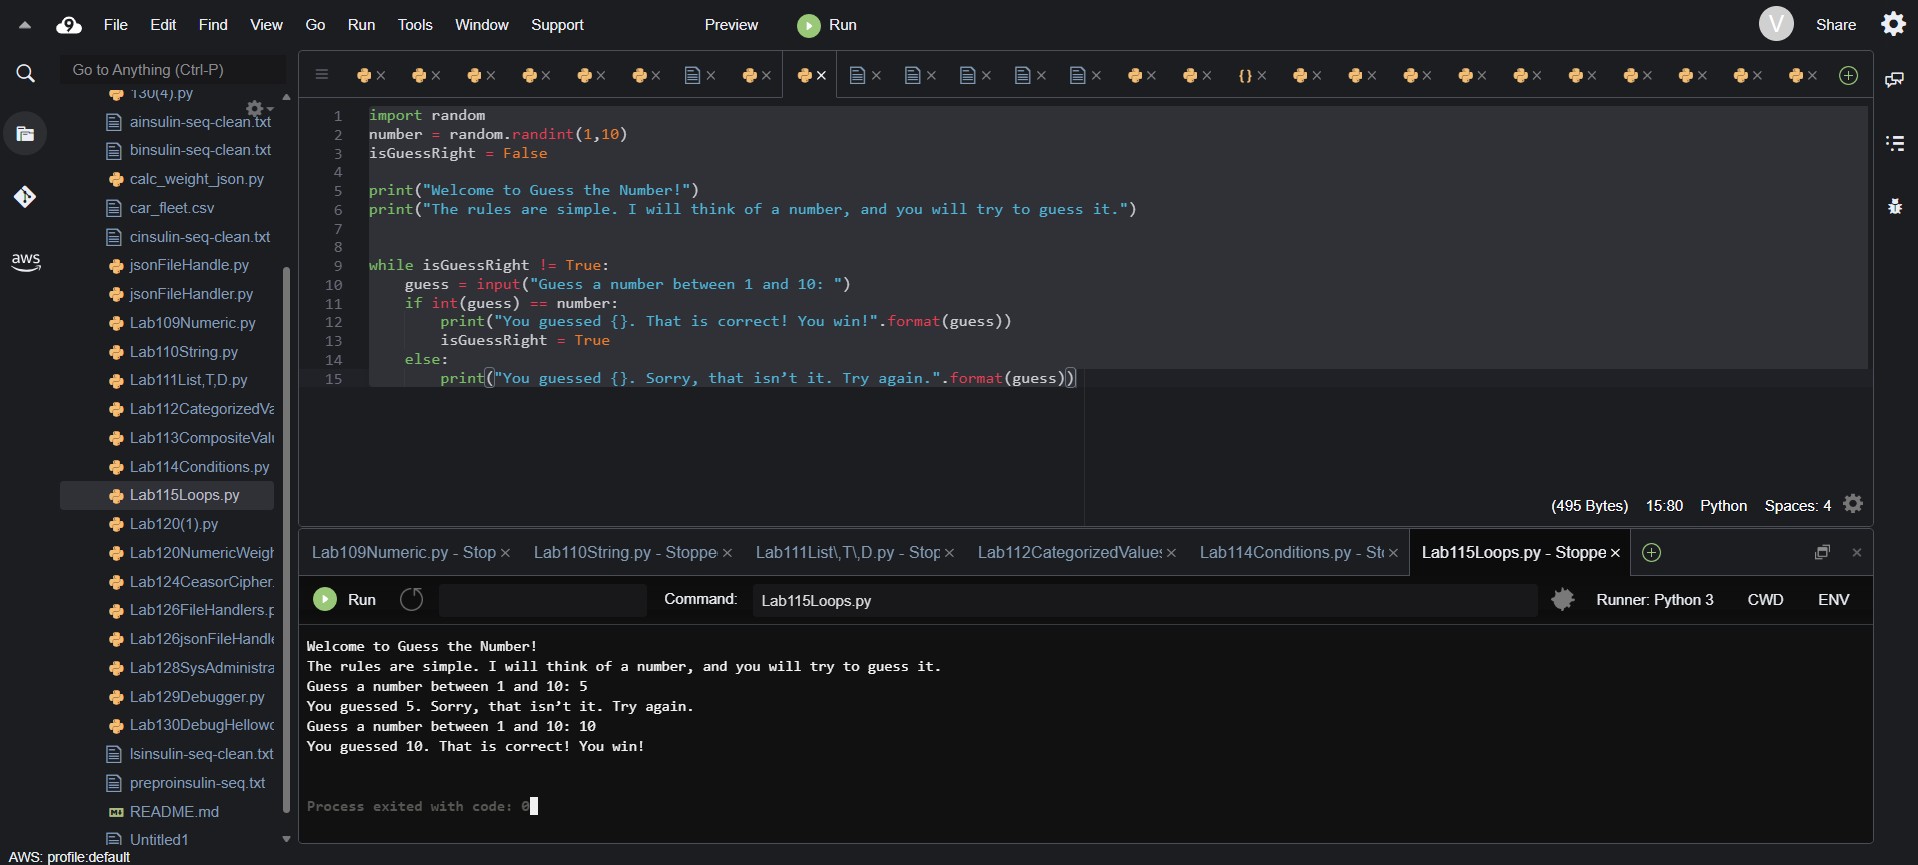 File Edit Find View Go Run Tools Window Support Preview Run V Share
Go to Anything (Ctrl-P)
130(4).py
ainsulin-seq-clean.txt
binsulin-seq-clean.txt
calc_weight_json.py
car_fleet.csv
cinsulin-seq-clean.txt
jsonFileHandle.py
jsonFileHandler.py
Lab109Numeric.py
Lab110String.py
Lab111List,T,D.py
Lab112CategorizedVa
Lab113CompositeValu
Lab114Conditions.py
Lab115Loops.py
Lab120(1).py
Lab120NumericWeigh
Lab124CeasorCipher.
Lab126FileHandlers.p
Lab126jsonFileHandle
Lab128SysAdministra
Lab129Debugger.py
Lab130DebugHellowo
lsinsulin-seq-clean.txt
preproinsulin-seq.txt
README.md
Untitled1
aws
AWS: profile:default
1 import random
2 number = random.randint(1,10)
3 isGuessRight = False
4
5 print("Welcome to Guess the Number!")
6 print("The rules are simple. I will think of a number, and you will try to guess it.")
7
8
9 while isGuessRight != True:
10 guess = input("Guess a number between 1 and 10: ")
11 if int(guess) == number:
12 print("You guessed {}. That is correct! You win!".format(guess))
13 isGuessRight = True
14 else:
15 print("You guessed {}. Sorry, that isn’t it. Try again.".format(guess))
(495 Bytes) 15:80 Python Spaces: 4
Lab109Numeric.py - Stop Lab110String.py - Stoppe Lab111List\,T\,D.py - Stop Lab112CategorizedValues Lab114Conditions.py - Sto Lab115Loops.py - Stoppe
Run Command: Lab115Loops.py Runner: Python 3 CWD ENV
Welcome to Guess the Number!
The rules are simple. I will think of a number, and you will try to guess it.
Guess a number between 1 and 10: 5
You guessed 5. Sorry, that isn’t it. Try again.
Guess a number between 1 and 10: 10
You guessed 10. That is correct! You win!
Process exited with code: 0